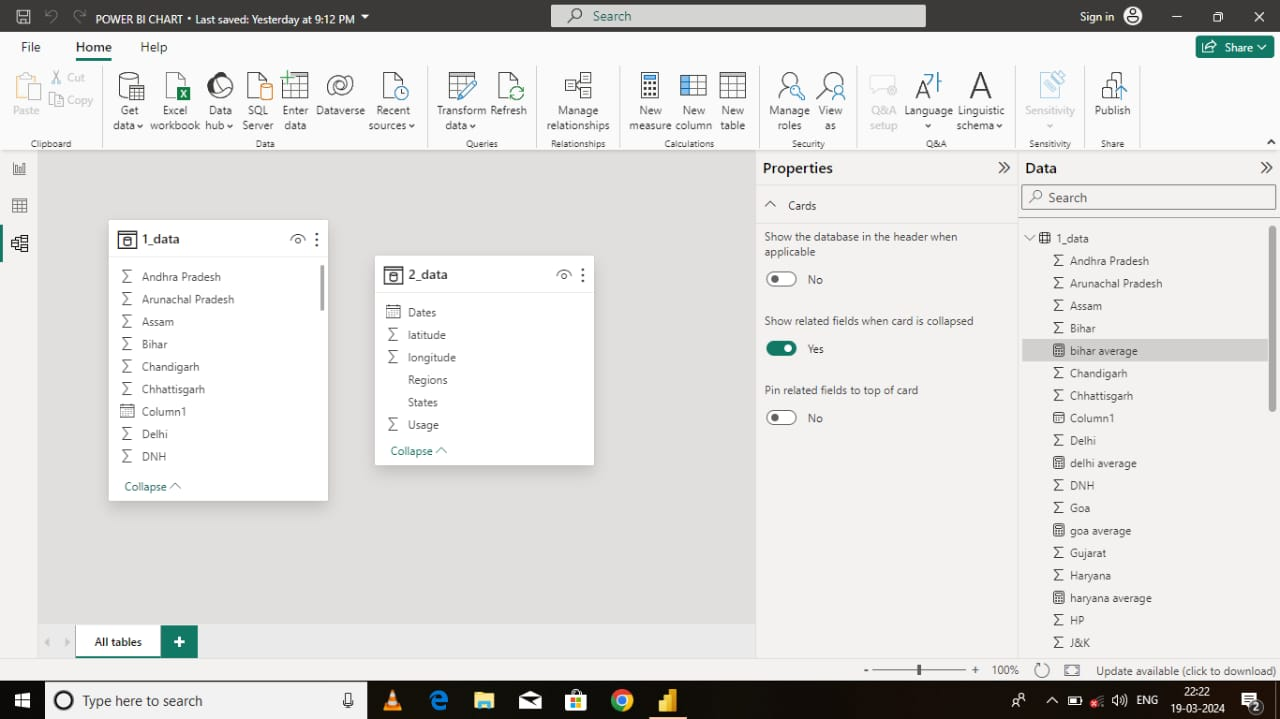 POWER BI CHART • Last saved: Yesterday at 9:12 PM
Search
Sign in
File
Home
Help
Share
Paste
Cut
Copy
Clipboard
Get data
Excel workbook
Data hub
SQL Server
Enter data
Dataverse
Recent sources
Data
Transform data
Refresh
Queries
Manage relationships
Relationships
New measure
New column
New table
Calculations
Manage roles
View as
Security
Q&A setup
Language
Linguistic schema
Q&A
Sensitivity
Sensitivity
Publish
Share
1_data
Andhra Pradesh
Arunachal Pradesh
Assam
Bihar
Chandigarh
Chhattisgarh
Column1
Delhi
DNH
Collapse
2_data
Dates
latitude
longitude
Regions
States
Usage
Collapse
Properties
Cards
Show the database in the header when
applicable
No
Show related fields when card is collapsed
Yes
Pin related fields to top of card
No
Data
Search
1_data
Andhra Pradesh
Arunachal Pradesh
Assam
Bihar
bihar average
Chandigarh
Chhattisgarh
Column1
Delhi
delhi average
DNH
Goa
goa average
Gujarat
Haryana
haryana average
HP
J&K
All tables
+
- + 100%
Update available (click to download)
Type here to search
ENG
22:22
19-03-2024
2